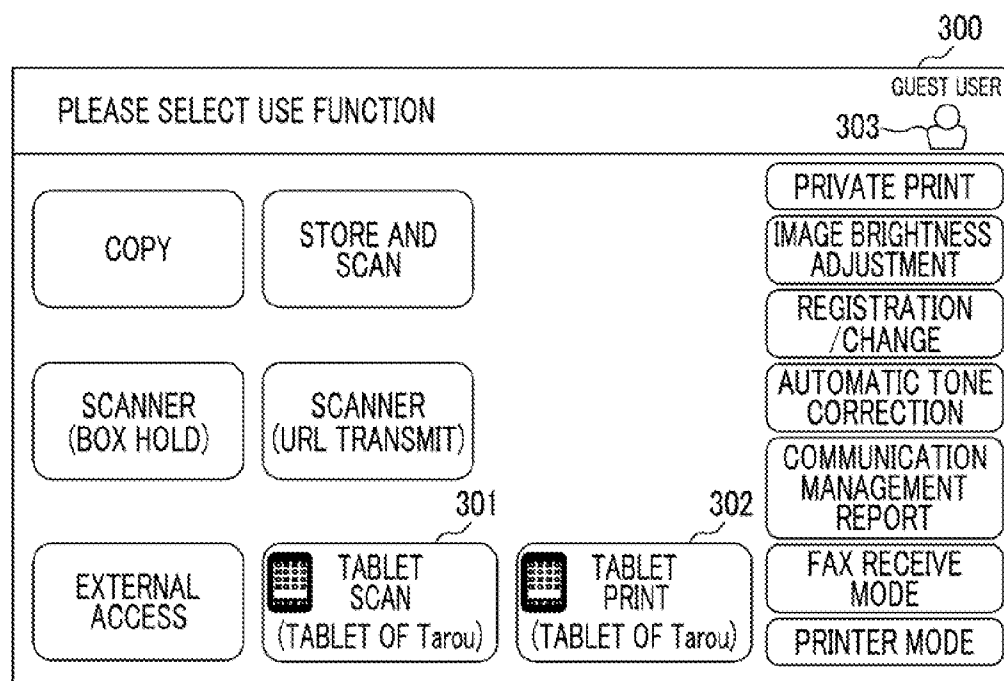 300
GUEST USER
PLEASE SELECT USE FUNCTION
303
PRIVATE PRINT
COPY
STORE AND
SCAN
IMAGE BRIGHTNESS
ADJUSTMENT
REGISTRATION
/CHANGE
SCANNER
(BOX HOLD)
SCANNER
(URL TRANSMIT)
AUTOMATIC TONE
CORRECTION
COMMUNICATION
MANAGEMENT
REPORT
301
302
EXTERNAL
ACCESS
TABLET
SCAN
(TABLET OF Tarou)
TABLET
PRINT
(TABLET OF Tarou)
FAX RECEIVE
MODE
PRINTER MODE